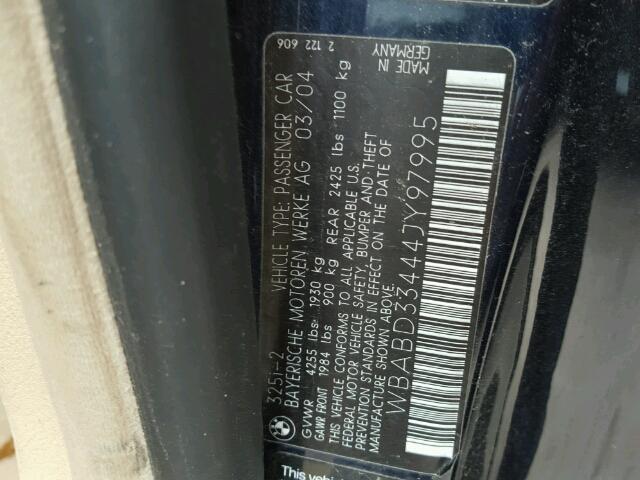 325I-2 VEHICLE TYPE: PASSENGER CAR
BAYERISCHE MOTOREN WERKE AG 03/04
GVWR 4255 lbs 1930 kg
GAWR FRONT 1984 lbs 900 kg REAR 2425 lbs 1100 kg
THIS VEHICLE CONFORMS TO ALL APPLICABLE U.S.
FEDERAL MOTOR VEHICLE SAFETY, BUMPER AND THEFT
PREVENTION STANDARDS IN EFFECT ON THE DATE OF
MANUFACTURE SHOWN ABOVE.
WBABD33444JY97995
2 122 606
MADE IN
GERMANY
BMW
This